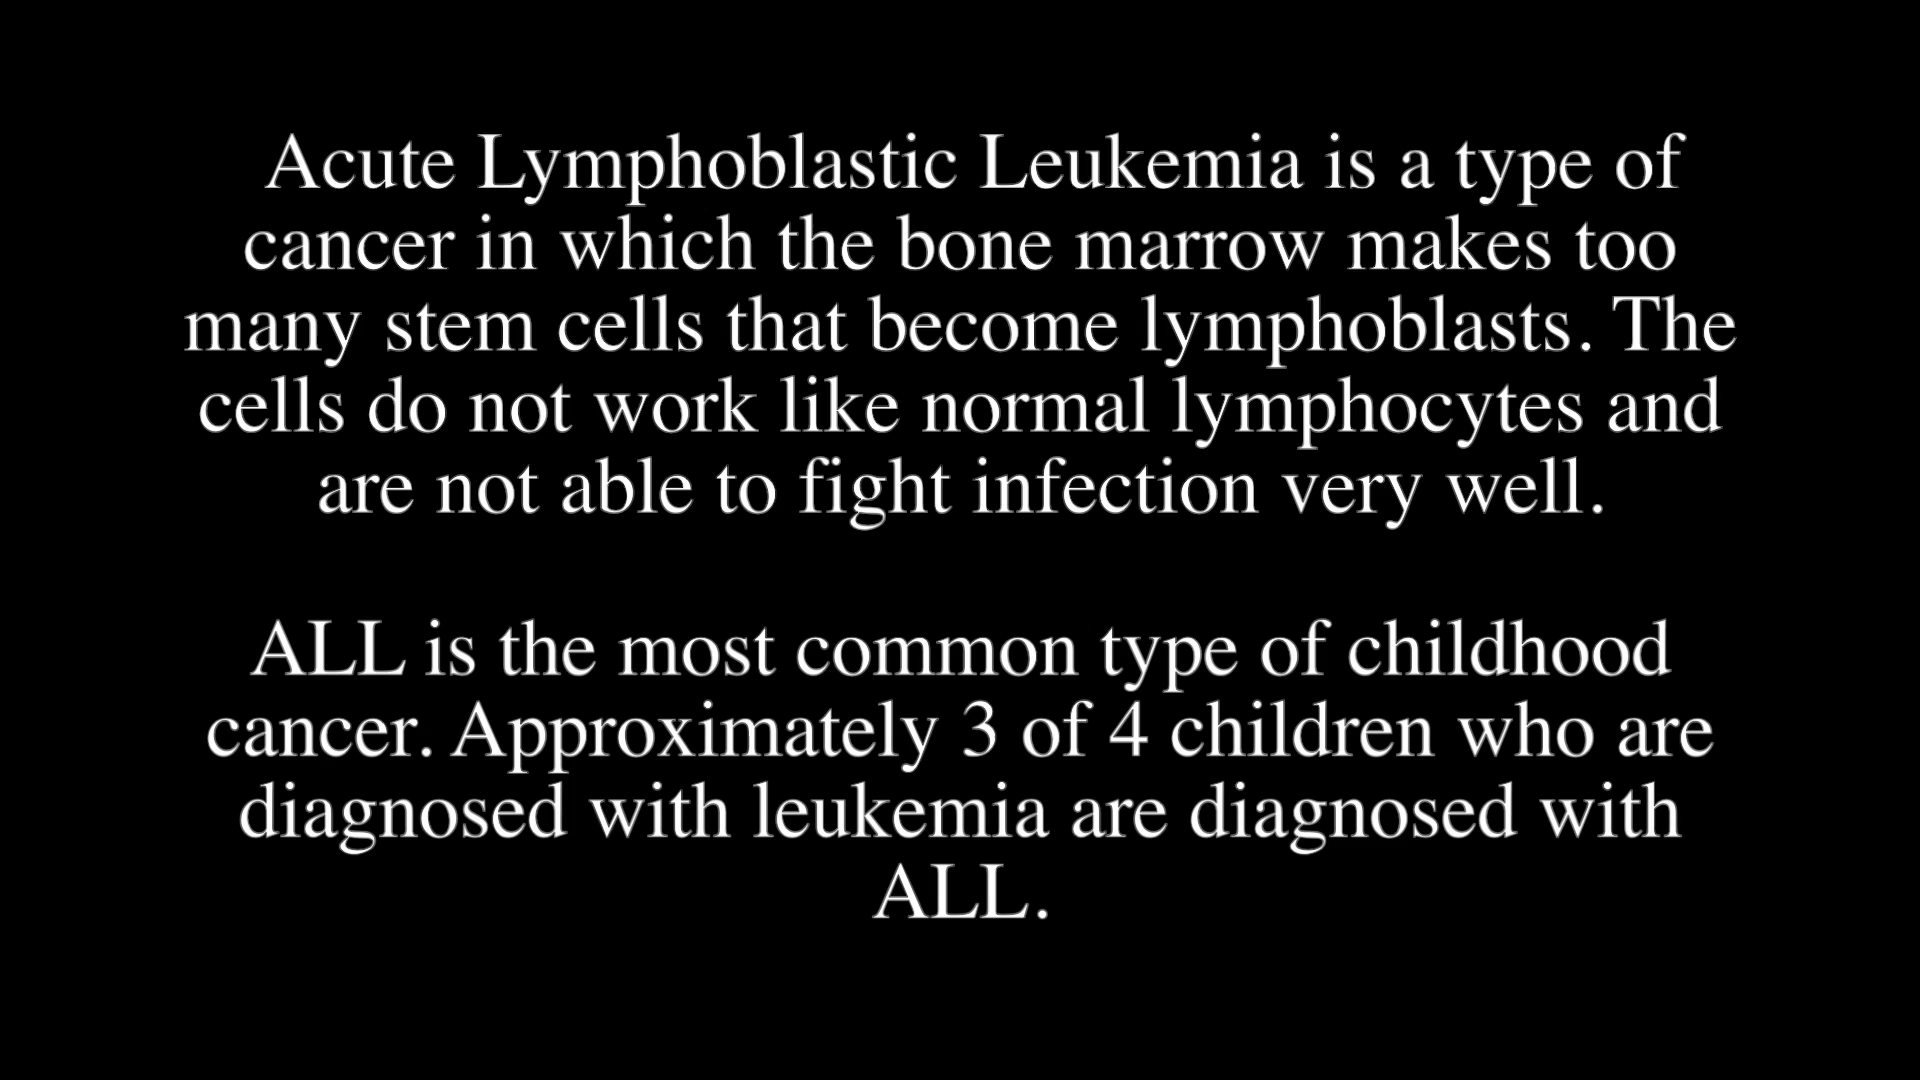 Acute Lymphoblastic Leukemia is a type of
cancer in which the bone marrow makes too
many stem cells that become lymphoblasts. The
cells do not work like normal lymphocytes and
are not able to fight infection very well.
ALL is the most common type of childhood
cancer. Approximately 3 of 4 children who are
diagnosed with leukemia are diagnosed with
ALL.